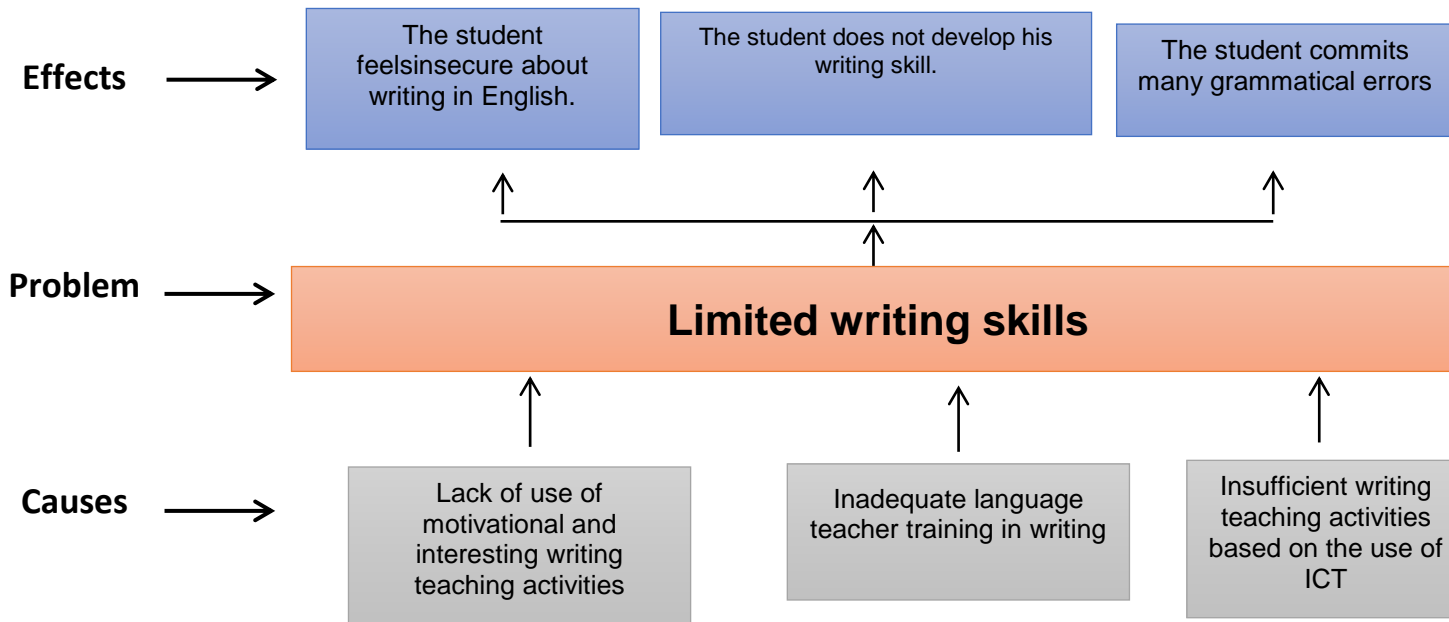 Effects
The student
feelsinsecure about
writing in English.
The student does not develop his
writing skill.
The student commits
many grammatical errors
Problem
Limited writing skills
Causes
Lack of use of
motivational and
interesting writing
teaching activities
Inadequate language
teacher training in writing
Insufficient writing
teaching activities
based on the use of
ICT